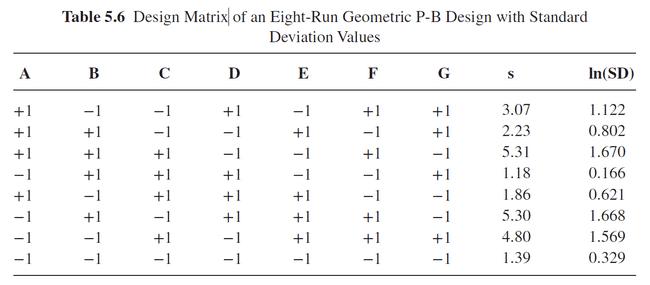 Table 5.6 Design Matrix of an Eight-Run Geometric P-B Design with Standard
Deviation Values
A B C D E F G s ln(SD)
+1 −1 −1 +1 −1 +1 +1 3.07 1.122
+1 +1 −1 −1 +1 −1 +1 2.23 0.802
+1 +1 +1 −1 −1 +1 −1 5.31 1.670
−1 +1 +1 +1 −1 −1 +1 1.18 0.166
+1 −1 +1 +1 +1 −1 −1 1.86 0.621
−1 +1 −1 +1 +1 +1 −1 5.30 1.668
−1 −1 +1 −1 +1 +1 +1 4.80 1.569
−1 −1 −1 −1 −1 −1 −1 1.39 0.329